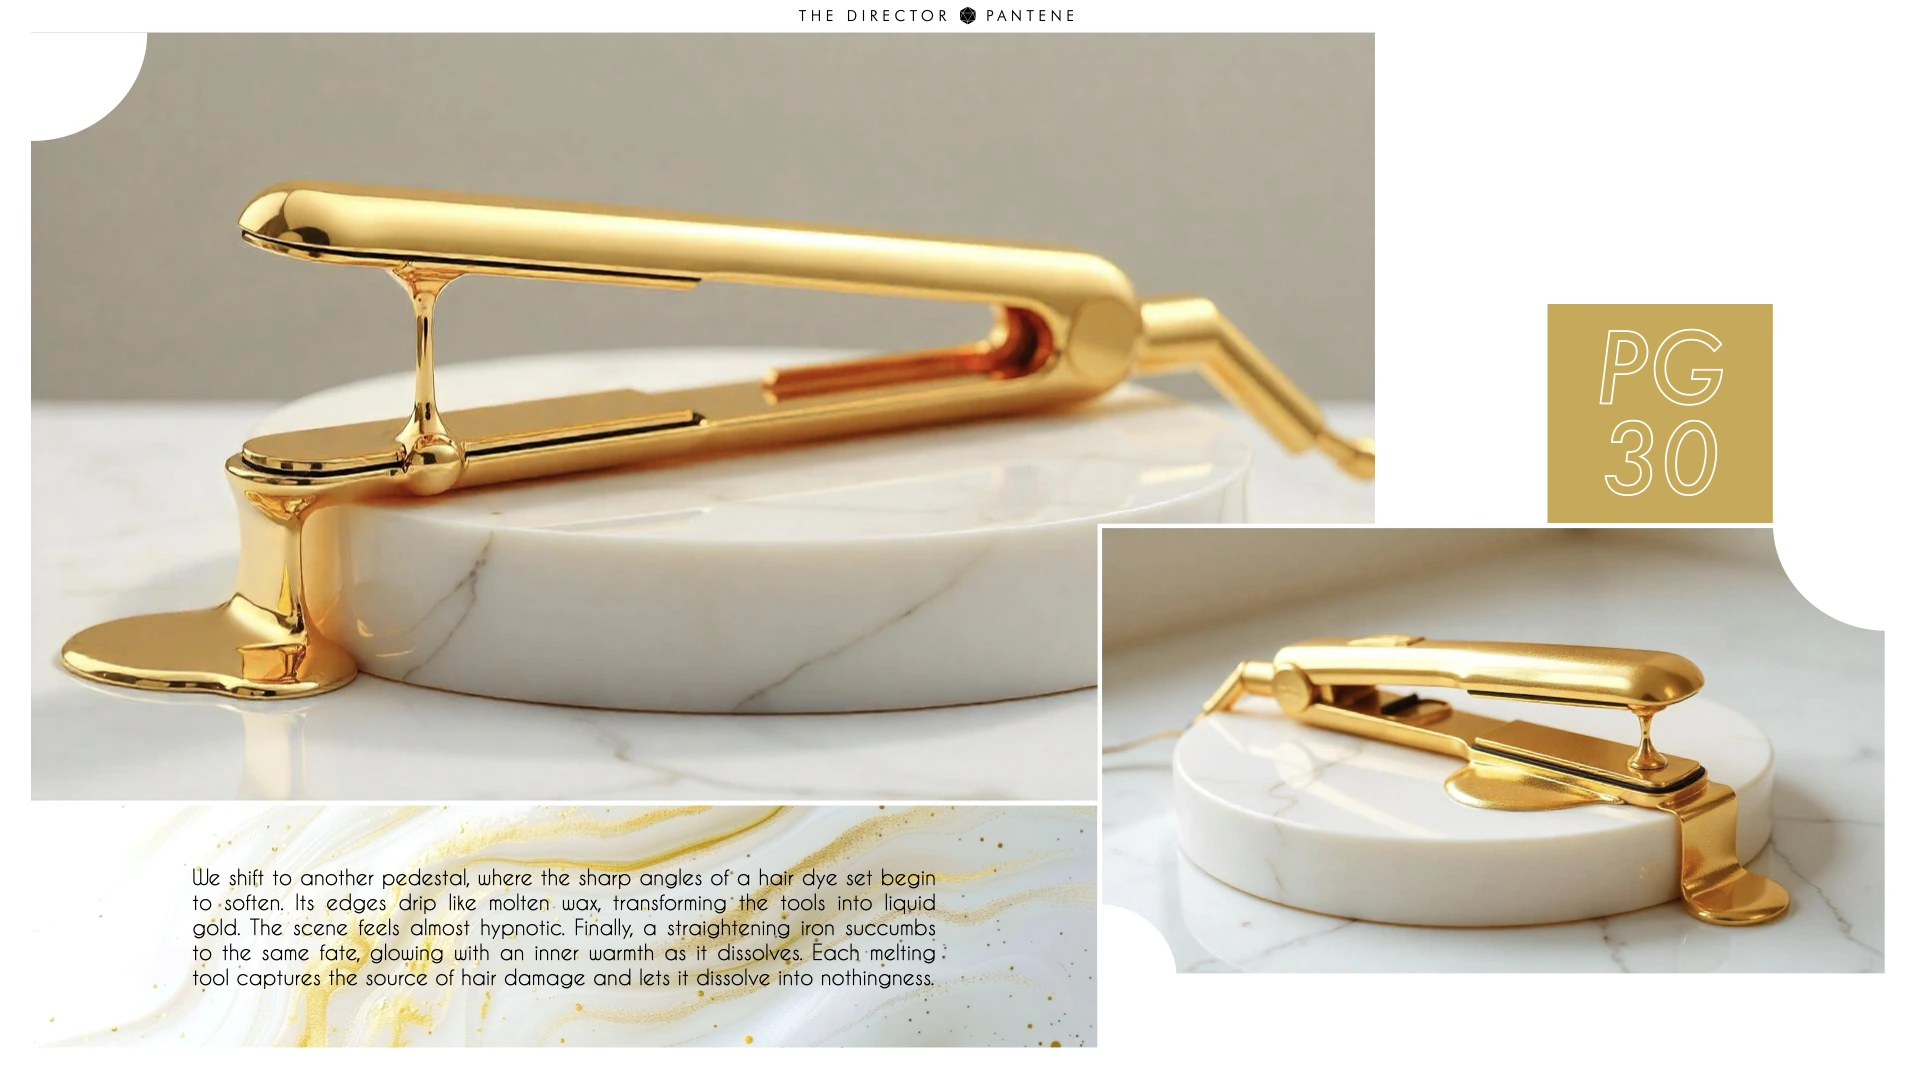 THE DIRECTOR PANTENE
PG
30
We shift to another pedestal, where the sharp angles of a hair dye set begin
to soften. Its edges drip like molten wax, transforming the tools into liquid
gold. The scene feels almost hypnotic. Finally, a straightening iron succumbs
to the same fate, glowing with an inner warmth as it dissolves. Each melting
tool captures the source of hair damage and lets it dissolve into nothingness.